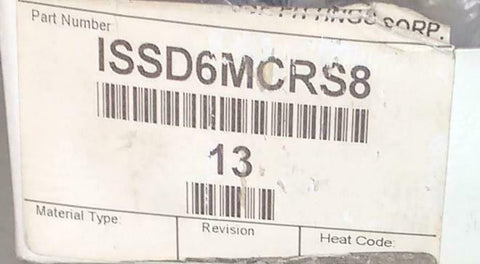 CORP.
Part Number
ISSD6MCRS8
13
Material Type:
Revision
Heat Code: